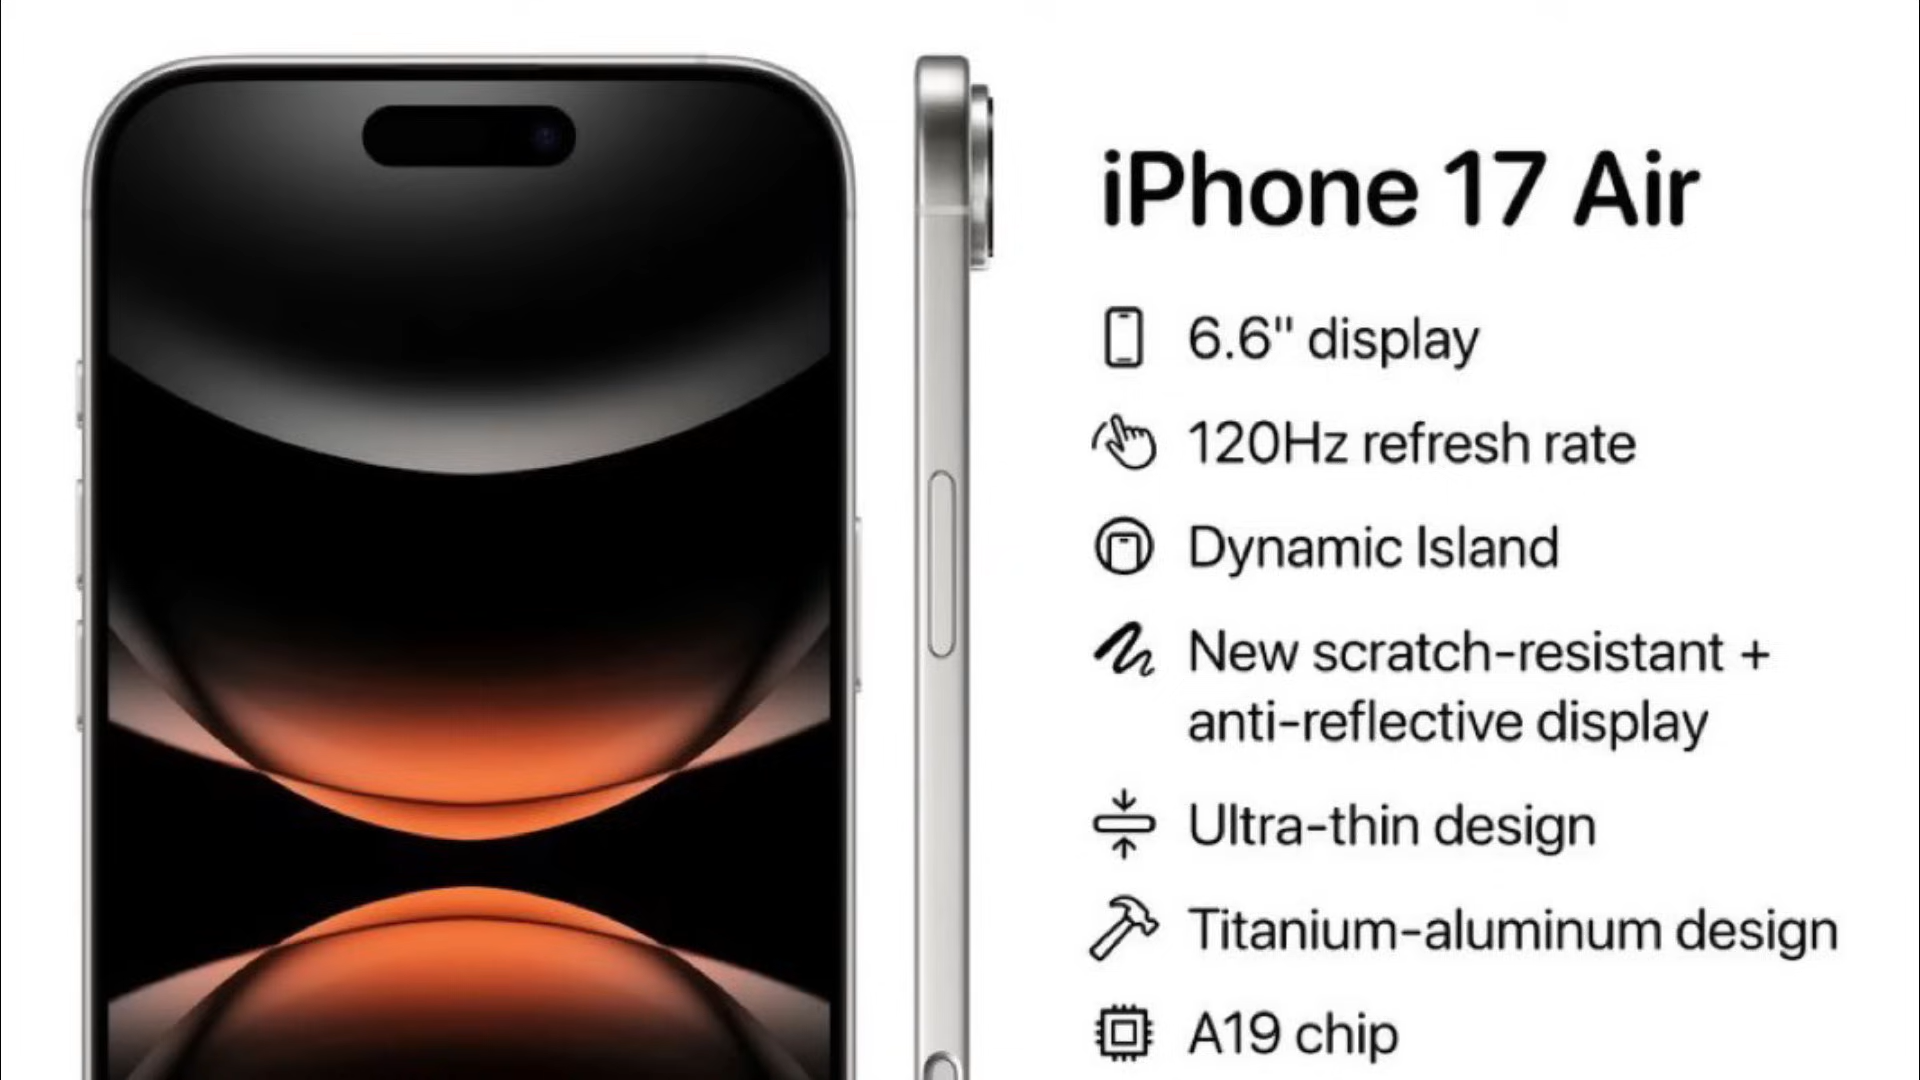 iPhone 17 Air
6.6" display
120Hz refresh rate
Dynamic Island
New scratch-resistant +
anti-reflective display
Ultra-thin design
Titanium-aluminum design
A19 chip